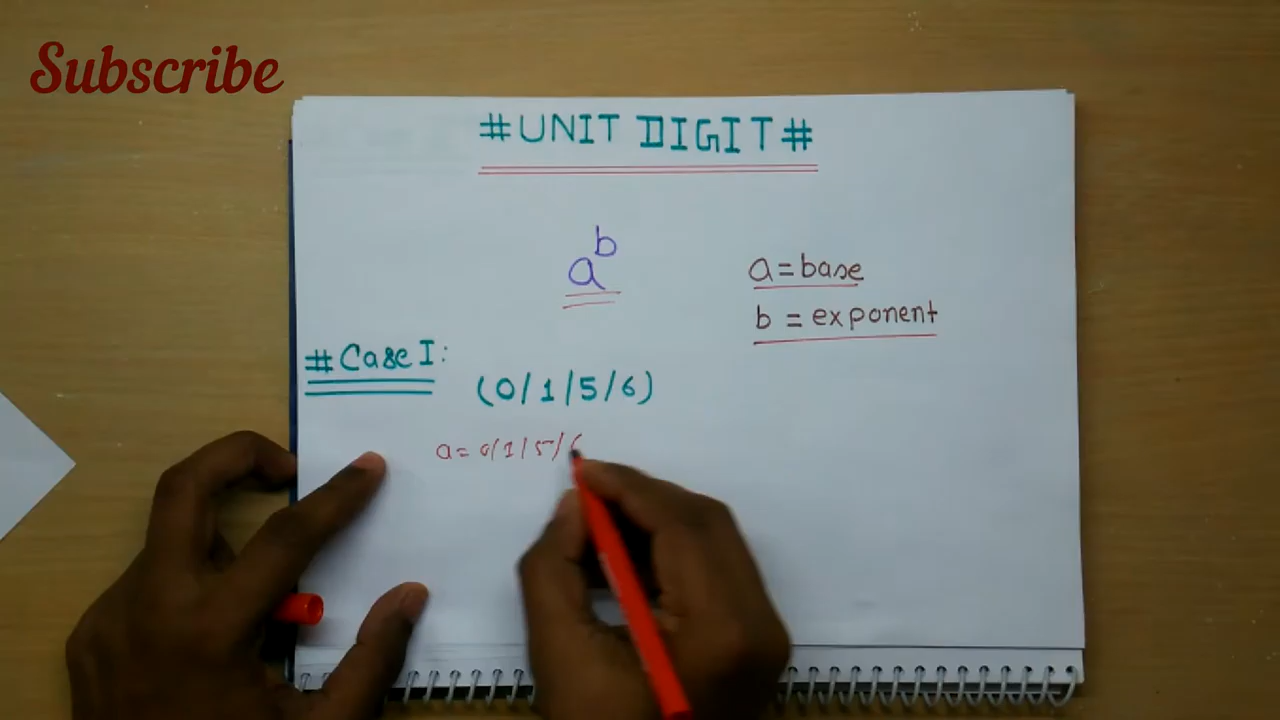 Subscribe
#UNIT DIGIT#
a^b
a=base
b = exponent
#Case I:
(0/1/5/6)
a= 0/1/5/6